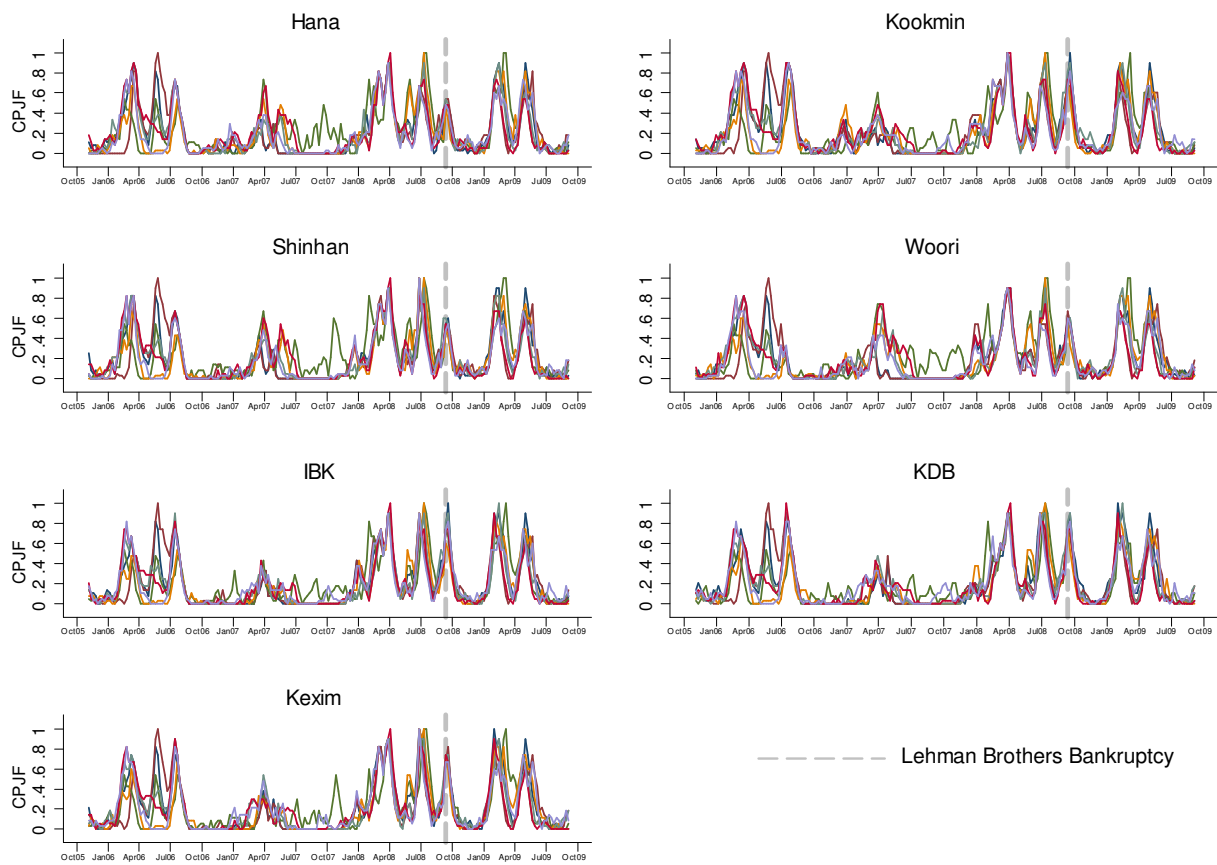 Hana
CPJF
0 .2 .4 .6 .8 1
Oct05 Jan06 Apr06 Jul06 Oct06 Jan07 Apr07 Jul07 Oct07 Jan08 Apr08 Jul08 Oct08 Jan09 Apr09 Jul09 Oct09
Kookmin
0 .2 .4 .6 .8 1
Oct05 Jan06 Apr06 Jul06 Oct06 Jan07 Apr07 Jul07 Oct07 Jan08 Apr08 Jul08 Oct08 Jan09 Apr09 Jul09 Oct09
Shinhan
CPJF
0 .2 .4 .6 .8 1
Oct05 Jan06 Apr06 Jul06 Oct06 Jan07 Apr07 Jul07 Oct07 Jan08 Apr08 Jul08 Oct08 Jan09 Apr09 Jul09 Oct09
Woori
0 .2 .4 .6 .8 1
Oct05 Jan06 Apr06 Jul06 Oct06 Jan07 Apr07 Jul07 Oct07 Jan08 Apr08 Jul08 Oct08 Jan09 Apr09 Jul09 Oct09
IBK
CPJF
0 .2 .4 .6 .8 1
Oct05 Jan06 Apr06 Jul06 Oct06 Jan07 Apr07 Jul07 Oct07 Jan08 Apr08 Jul08 Oct08 Jan09 Apr09 Jul09 Oct09
KDB
0 .2 .4 .6 .8 1
Oct05 Jan06 Apr06 Jul06 Oct06 Jan07 Apr07 Jul07 Oct07 Jan08 Apr08 Jul08 Oct08 Jan09 Apr09 Jul09 Oct09
Kexim
CPJF
0 .2 .4 .6 .8 1
Oct05 Jan06 Apr06 Jul06 Oct06 Jan07 Apr07 Jul07 Oct07 Jan08 Apr08 Jul08 Oct08 Jan09 Apr09 Jul09 Oct09
Lehman Brothers Bankruptcy